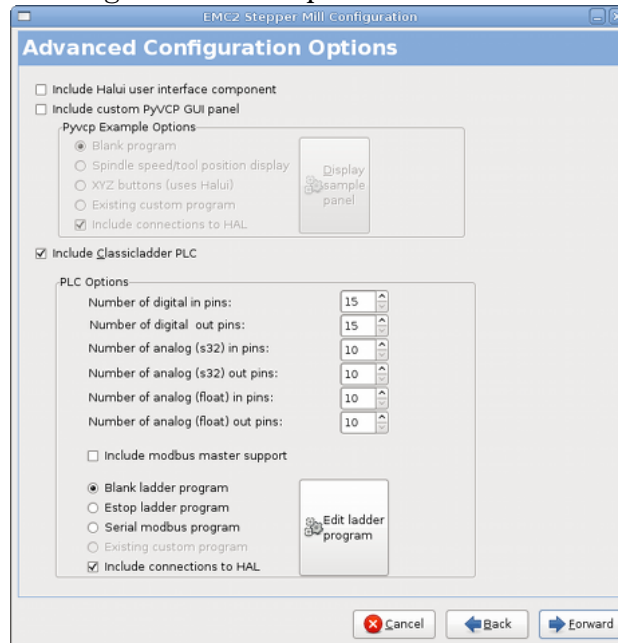 EMC2 Stepper Mill Configuration
Advanced Configuration Options
Include Halui user interface component
Include custom PyVCP GUI panel
Pyvcp Example Options
Blank program
Spindle speed/tool position display
XYZ buttons (uses Halui)
Existing custom program
Include connections to HAL
Display
sample
panel
Include Classicladder PLC
PLC Options
Number of digital in pins: 15
Number of digital out pins: 15
Number of analog (s32) in pins: 10
Number of analog (s32) out pins: 10
Number of analog (float) in pins: 10
Number of analog (float) out pins: 10
Include modbus master support
Blank ladder program
Estop ladder program
Serial modbus program
Existing custom program
Include connections to HAL
Edit ladder
program
Cancel Back Forward